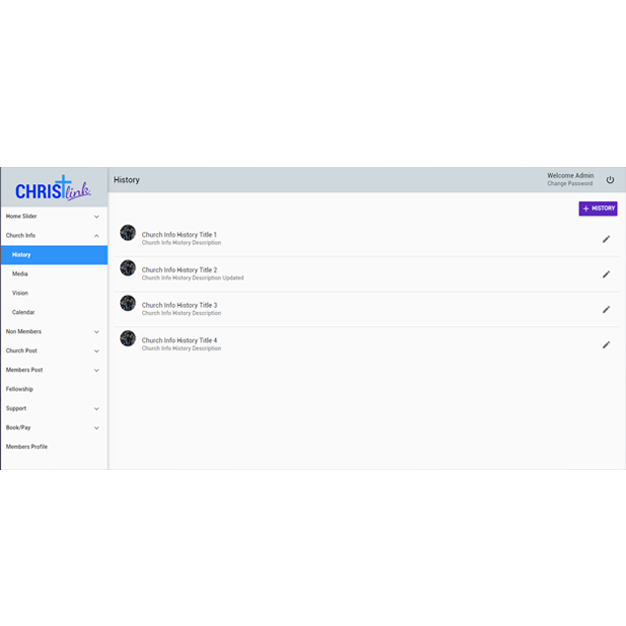 CHRISTlink
Home Slider
Church Info
History
Media
Vision
Calendar
Non Members
Church Post
Members Post
Fellowship
Support
Book/Pay
Members Profile
History
Welcome Admin
Change Password
+ HISTORY
Church Info History Title 1
Church Info History Description
Church Info History Title 2
Church Info History Description Updated
Church Info History Title 3
Church Info History Description
Church Info History Title 4
Church Info History Description